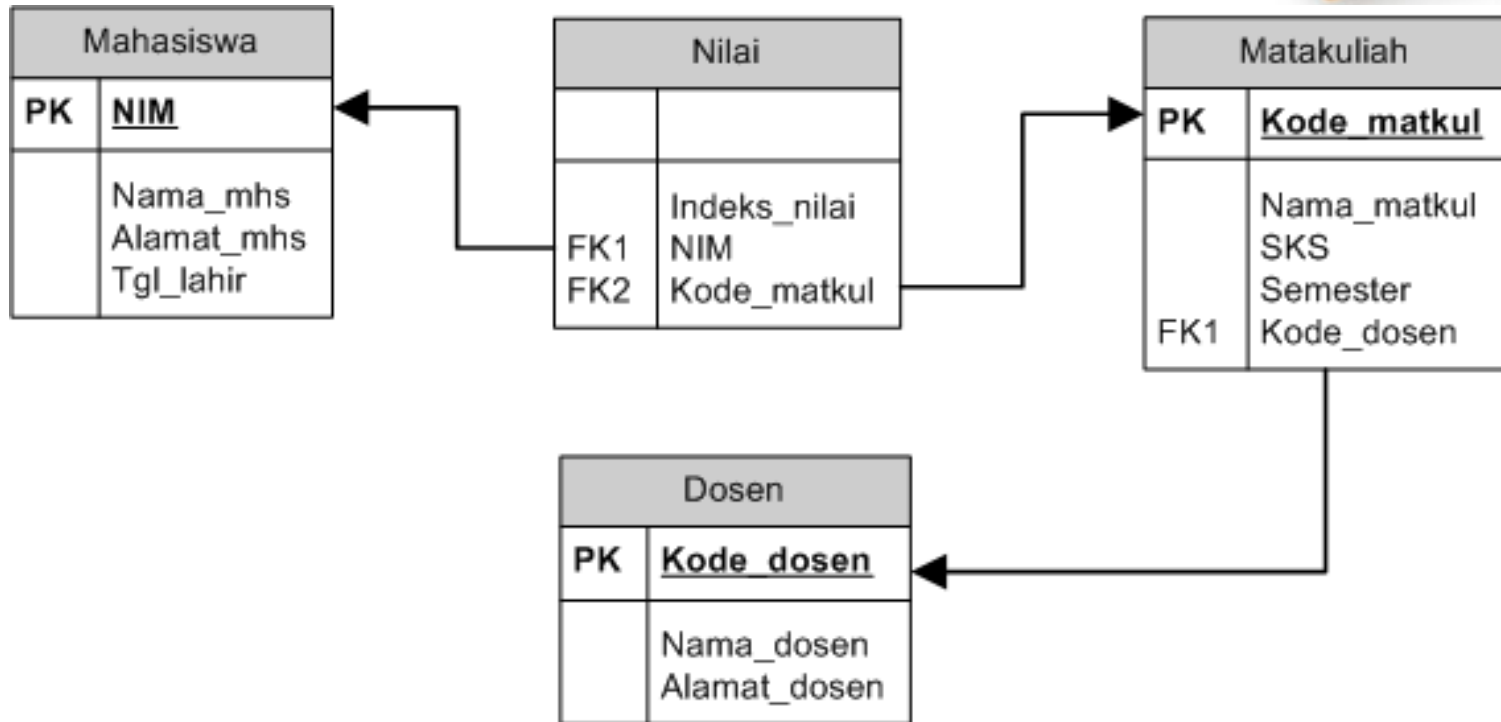 Mahasiswa
PK NIM
Nama_mhs
Alamat_mhs
Tgl_lahir
Nilai
Indeks_nilai
FK1 NIM
FK2 Kode_matkul
Matakuliah
PK Kode_matkul
Nama_matkul
SKS
Semester
FK1 Kode_dosen
Dosen
PK Kode_dosen
Nama_dosen
Alamat_dosen